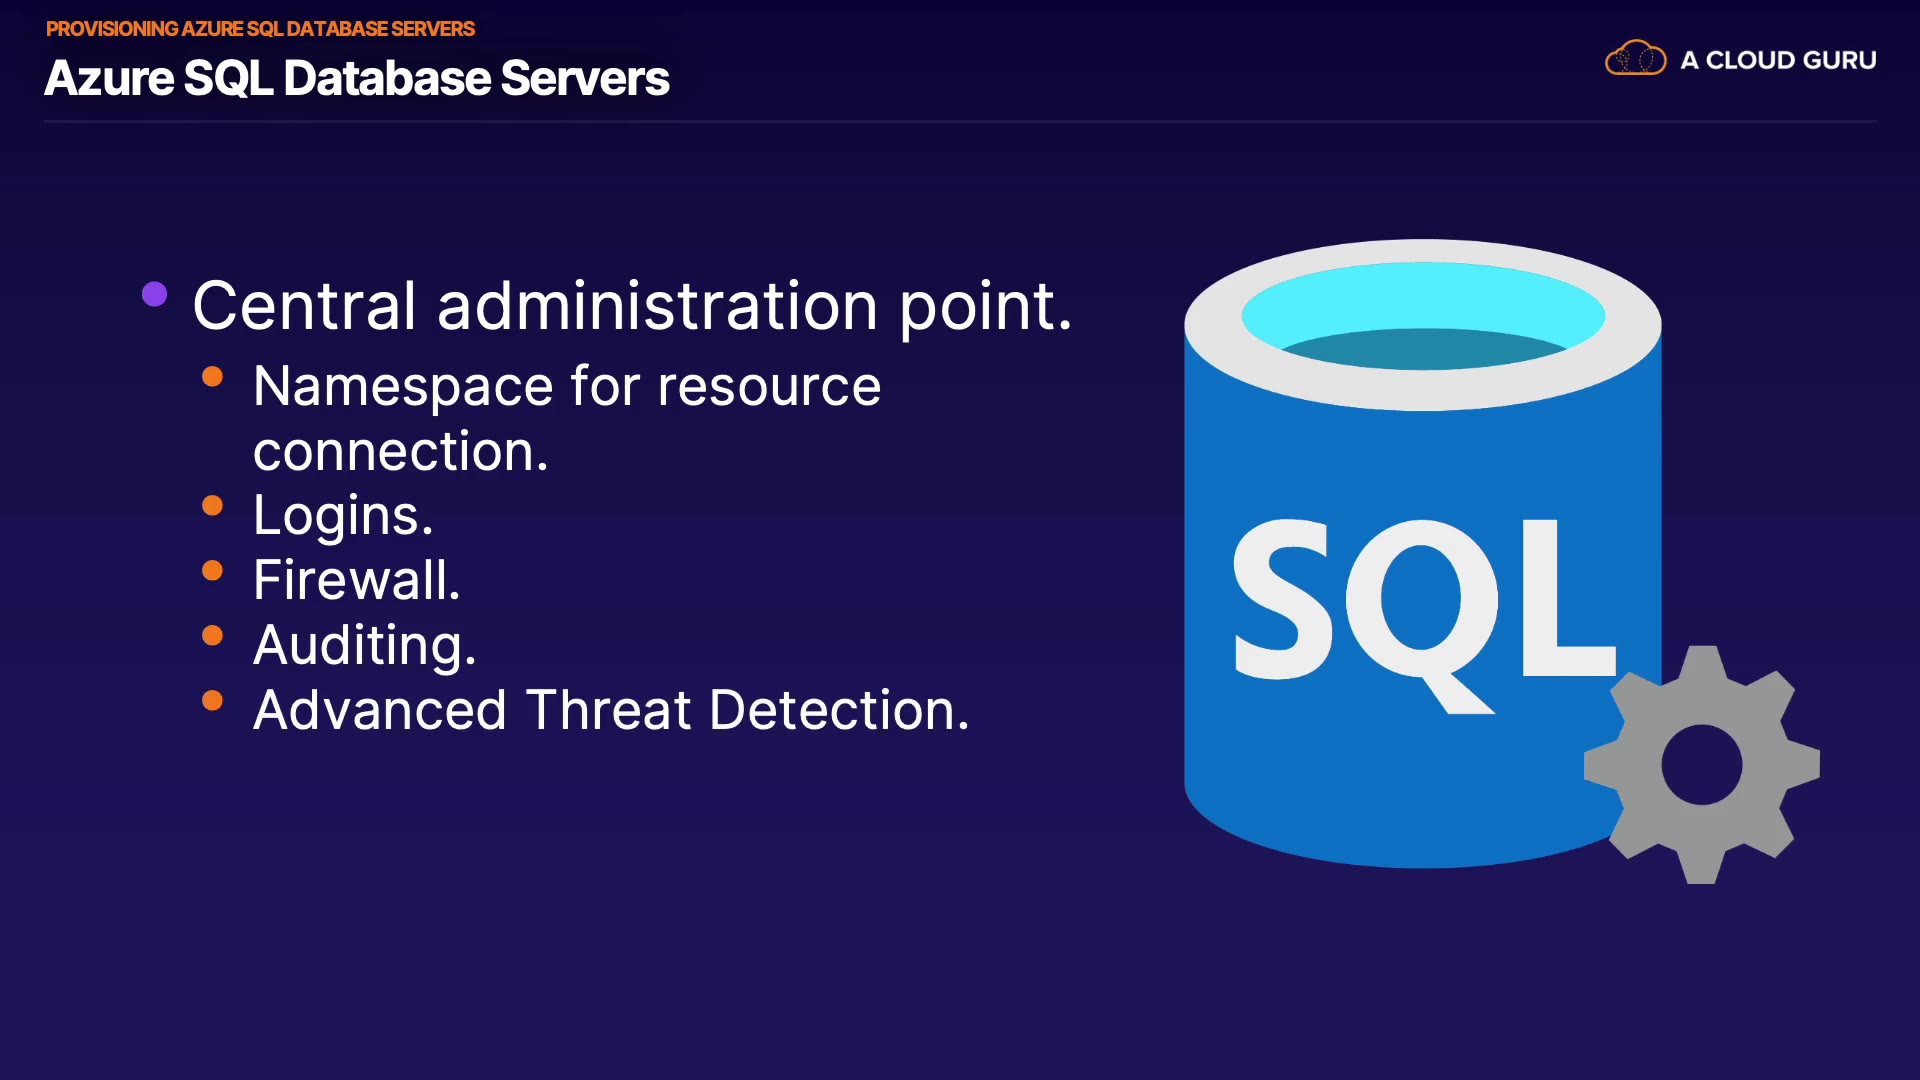 PROVISIONING AZURE SQL DATABASE SERVERS
Azure SQL Database Servers
A CLOUD GURU
Central administration point.
Namespace for resource
connection.
Logins.
Firewall.
Auditing.
Advanced Threat Detection.
SQL